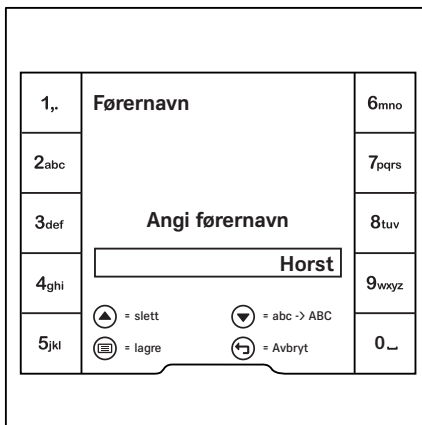 1,.
2abc
3def
4ghi
5jkl
Førernavn
Angi førernavn
Horst
= slett
= abc -> ABC
= lagre
= Avbryt
6mno
7pqrs
8tuv
9wxyz
0⎵